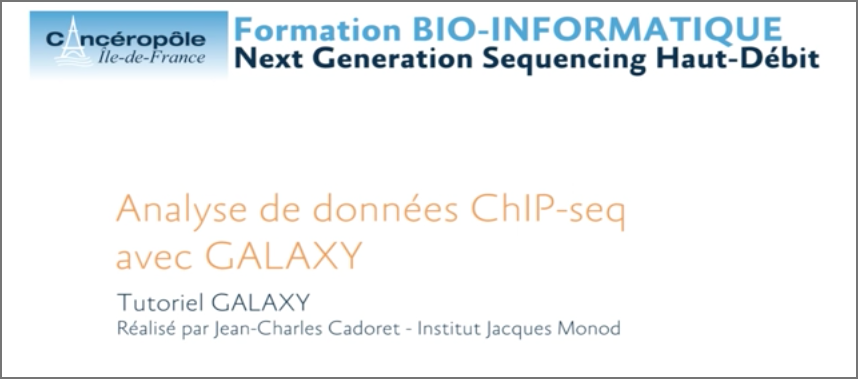 Cancéropôle
Île-de-France
Formation BIO-INFORMATIQUE
Next Generation Sequencing Haut-Débit
Analyse de données ChIP-seq
avec GALAXY
Tutoriel GALAXY
Réalisé par Jean-Charles Cadoret - Institut Jacques Monod